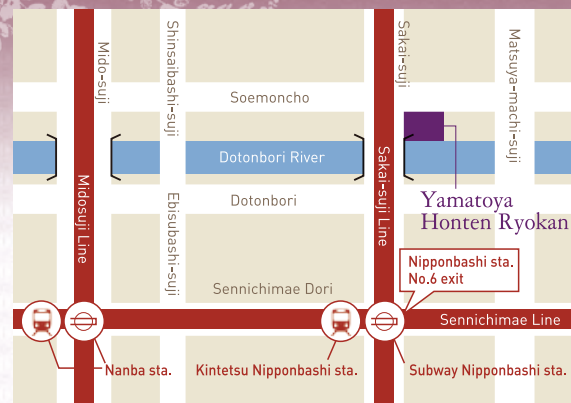 Mido-suji
Shinsaibashi-suji
Sakai-suji
Matsuya-machi-suji
Soemoncho
Dotonbori River
Midosuji Line
Sakai-suji Line
Ebisubashi-suji
Dotonbori
Yamatoya
Honten Ryokan
Nipponbashi sta.
No.6 exit
Sennichimae Dori
Sennichimae Line
Nanba sta.
Kintetsu Nipponbashi sta.
Subway Nipponbashi sta.